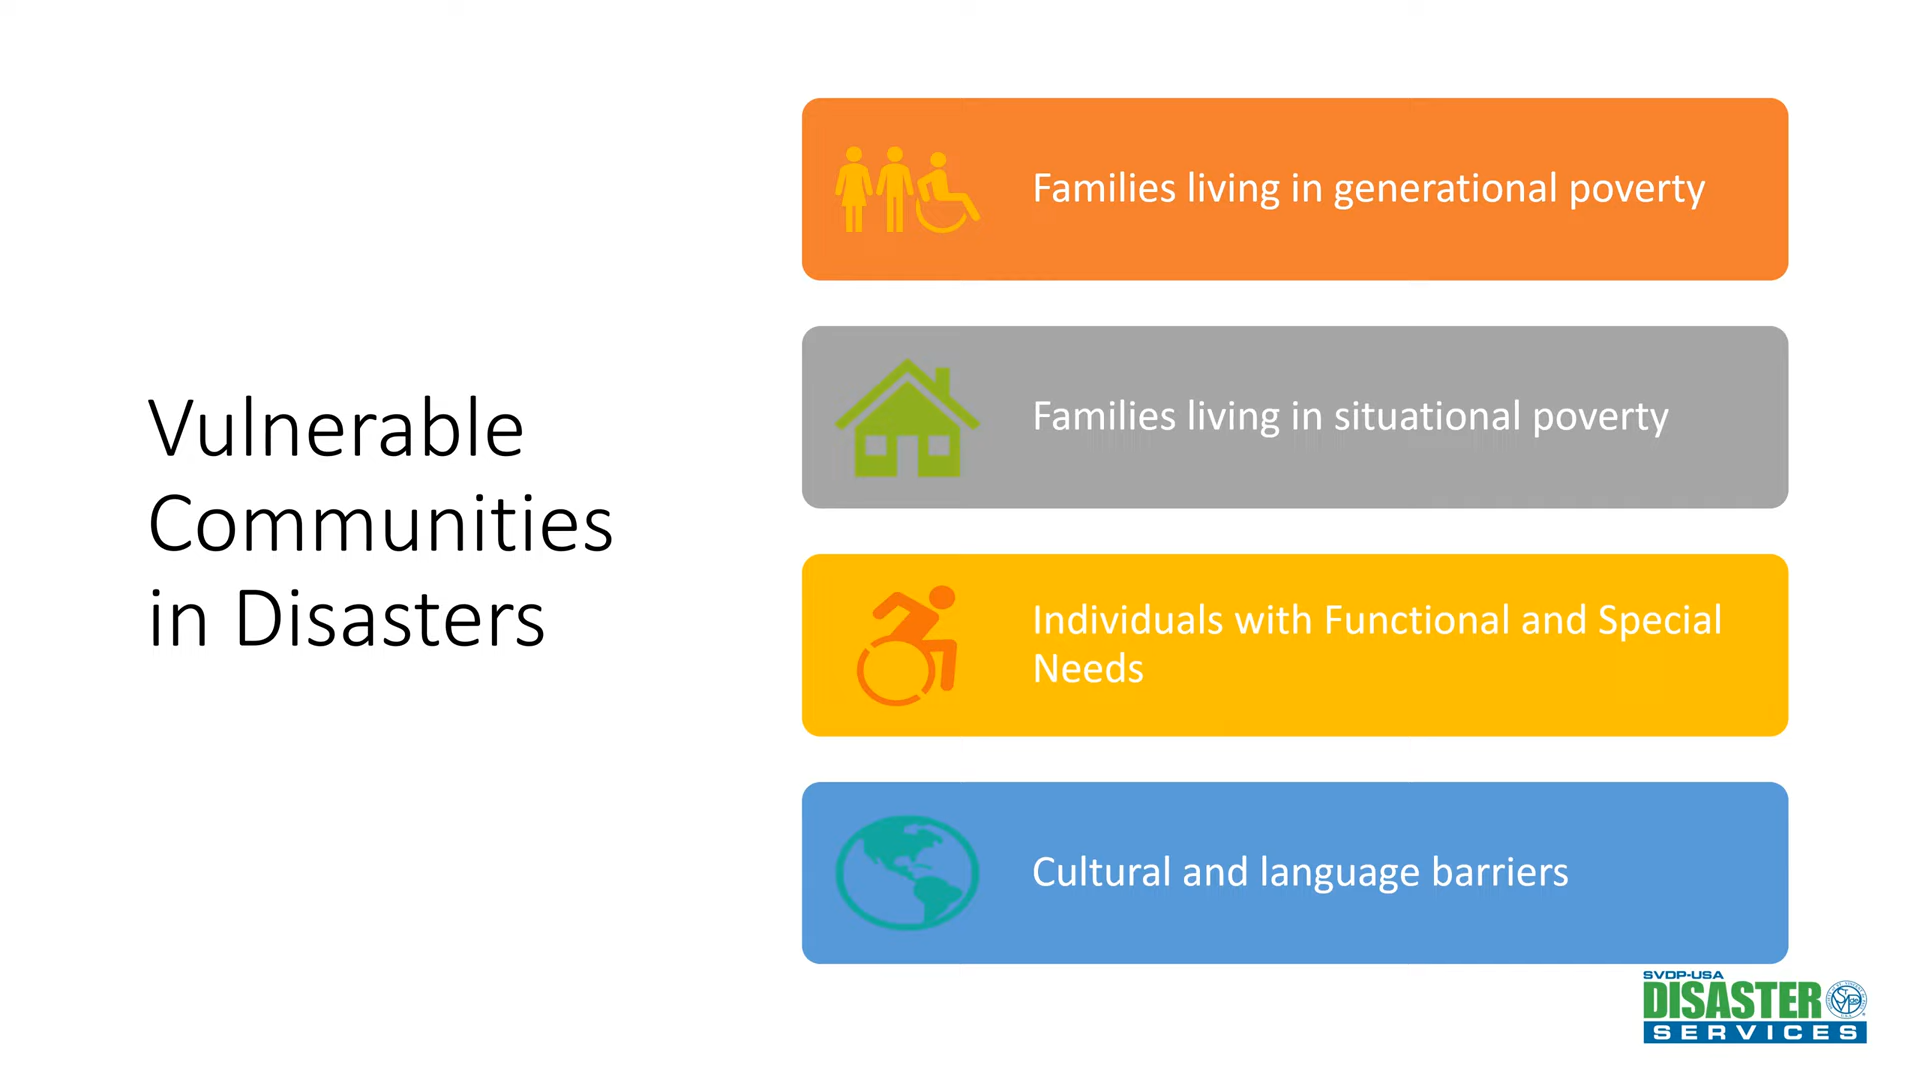 Vulnerable
Communities
in Disasters
Families living in generational poverty
Families living in situational poverty
Individuals with Functional and Special
Needs
Cultural and language barriers
SVDP-USA
DISASTER
SERVICES